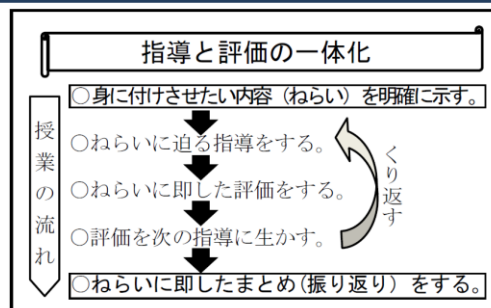 指導と評価の一体化
○身に付けさせたい内容（ねらい）を明確に示す。
授業の流れ
○ねらいに迫る指導をする。
○ねらいに即した評価をする。
○評価を次の指導に生かす。
くり返す
○ねらいに即したまとめ(振り返り）をする。